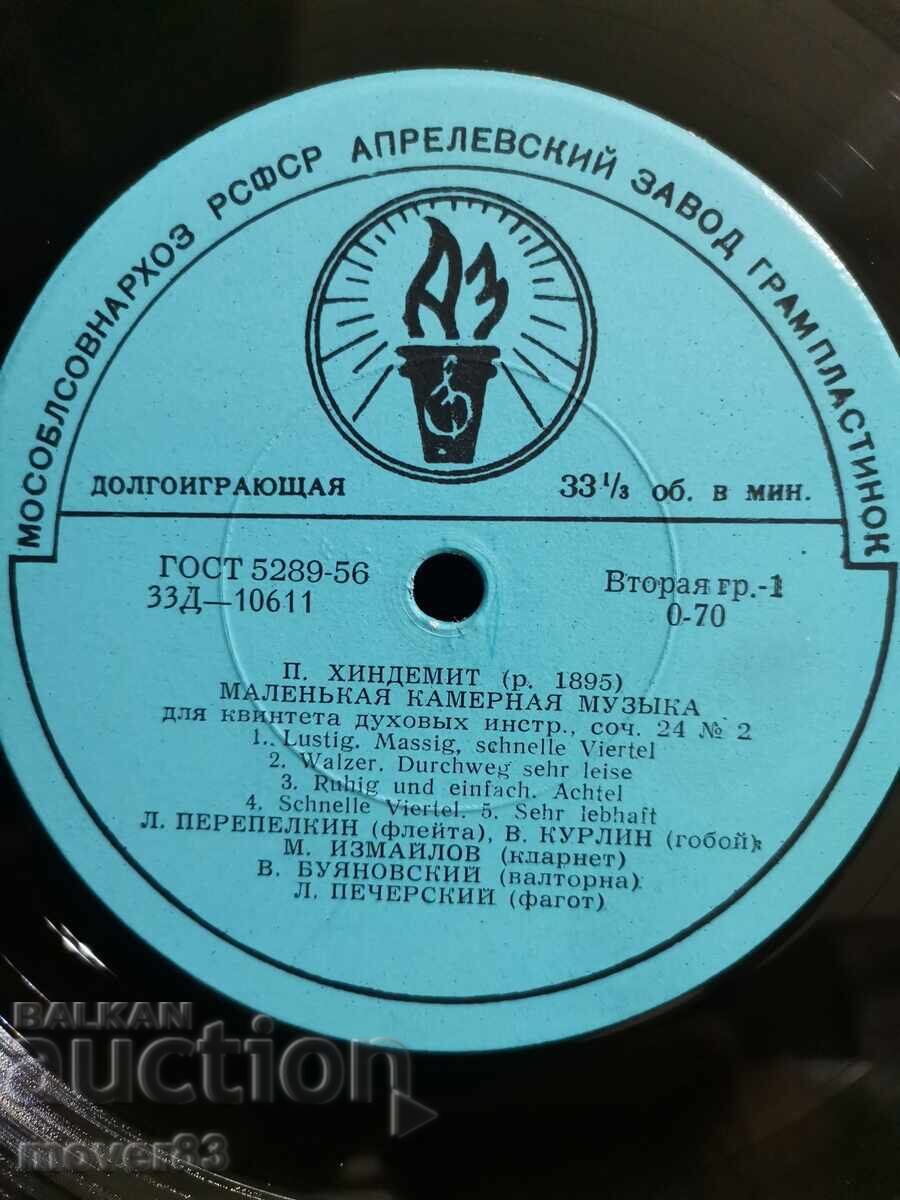 МОСОБЛСОВНАРХОЗ РСФСР АПРЕЛЕВСКИЙ ЗАВОД ГРАМПЛАСТИНОК
АЗ
ДОЛГОИГРАЮЩАЯ 33 1/3 об. в мин.
ГОСТ 5289-56 Вторая гр.-1
33Д—10611 0-70
П. ХИНДЕМИТ (р. 1895)
МАЛЕНЬКАЯ КАМЕРНАЯ МУЗЫКА
для квинтета духовых инстр., соч. 24 № 2
1. Lustig. Massig, schnelle Viertel
2. Walzer. Durchweg sehr leise
3. Ruhig und einfach. Achtel
4. Schnelle Viertel. 5. Sehr lebhaft
Л. ПЕРЕПЕЛКИН (флейта), В. КУРЛИН (гобой)
М. ИЗМАЙЛОВ (кларнет)
В. БУЯНОВСКИЙ (валторна)
Л. ПЕЧЕРСКИЙ (фагот)
BALKAN
auction
mover83